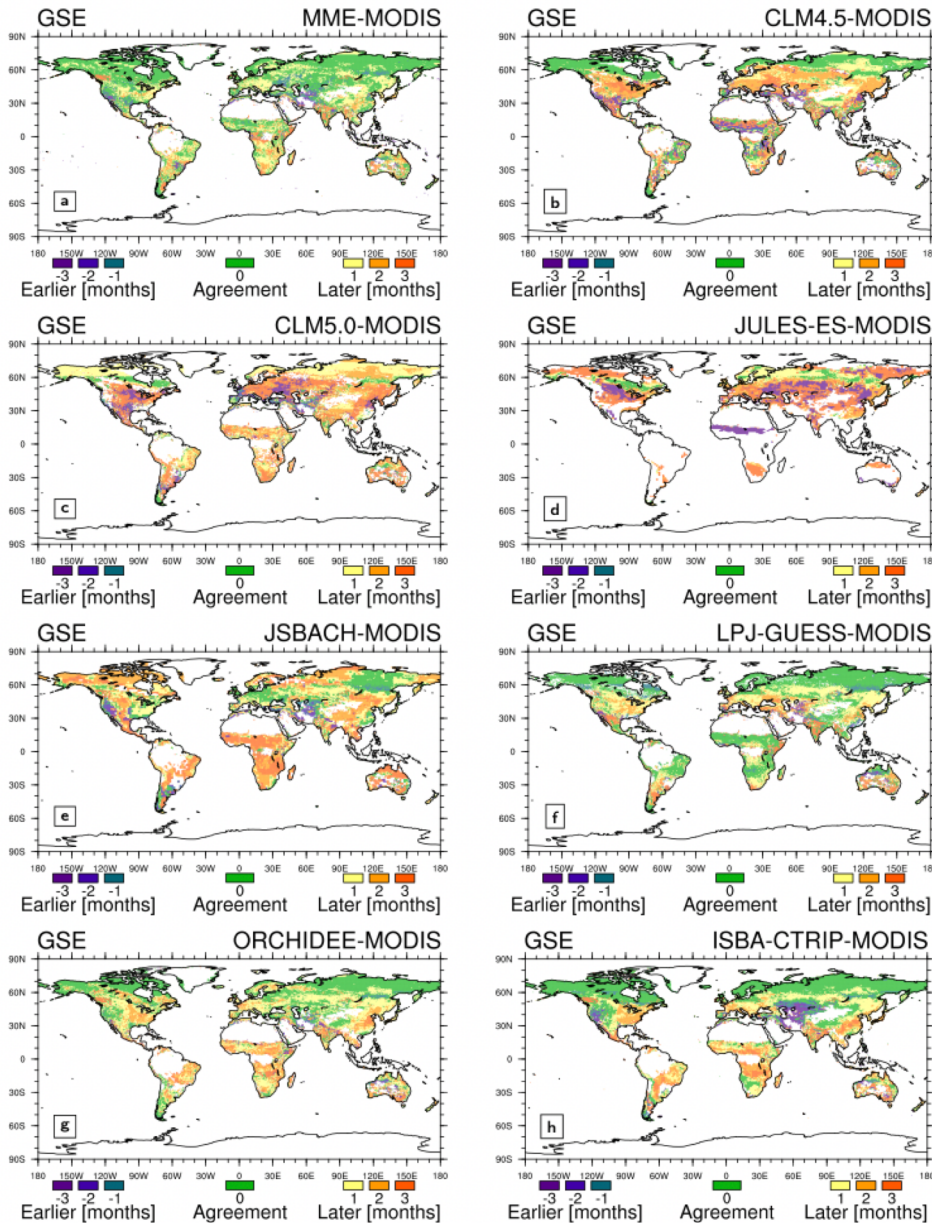 GSE MME-MODIS
90N
60N
30N
0
30S
60S
90S
a
180 150W 120W 90W 60W 30W 0 30E 60E 90E 120E 150E 180
-3 -2 -1 0 1 2 3
Earlier [months] Agreement Later [months]
GSE CLM4.5-MODIS
90N
60N
30N
0
30S
60S
90S
b
180 150W 120W 90W 60W 30W 0 30E 60E 90E 120E 150E 180
-3 -2 -1 0 1 2 3
Earlier [months] Agreement Later [months]
GSE CLM5.0-MODIS
90N
60N
30N
0
30S
60S
90S
c
180 150W 120W 90W 60W 30W 0 30E 60E 90E 120E 150E 180
-3 -2 -1 0 1 2 3
Earlier [months] Agreement Later [months]
GSE JULES-ES-MODIS
90N
60N
30N
0
30S
60S
90S
d
180 150W 120W 90W 60W 30W 0 30E 60E 90E 120E 150E 180
-3 -2 -1 0 1 2 3
Earlier [months] Agreement Later [months]
GSE JSBACH-MODIS
90N
60N
30N
0
30S
60S
90S
e
180 150W 120W 90W 60W 30W 0 30E 60E 90E 120E 150E 180
-3 -2 -1 0 1 2 3
Earlier [months] Agreement Later [months]
GSE LPJ-GUESS-MODIS
90N
60N
30N
0
30S
60S
90S
f
180 150W 120W 90W 60W 30W 0 30E 60E 90E 120E 150E 180
-3 -2 -1 0 1 2 3
Earlier [months] Agreement Later [months]
GSE ORCHIDEE-MODIS
90N
60N
30N
0
30S
60S
90S
g
180 150W 120W 90W 60W 30W 0 30E 60E 90E 120E 150E 180
-3 -2 -1 0 1 2 3
Earlier [months] Agreement Later [months]
GSE ISBA-CTRIP-MODIS
90N
60N
30N
0
30S
60S
90S
h
180 150W 120W 90W 60W 30W 0 30E 60E 90E 120E 150E 180
-3 -2 -1 0 1 2 3
Earlier [months] Agreement Later [months]